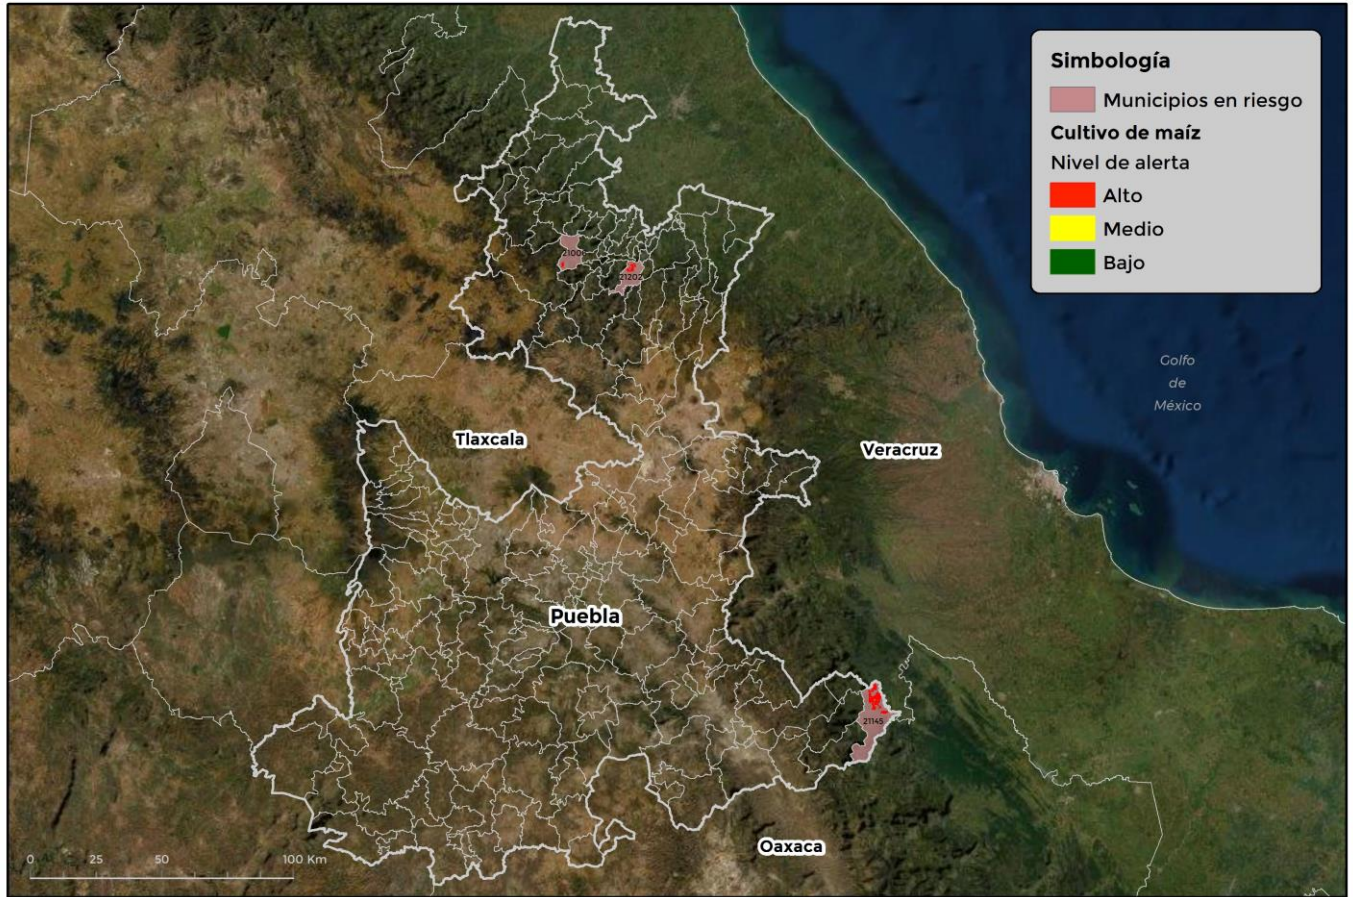 Simbología
Municipios en riesgo
Cultivo de maíz
Nivel de alerta
Alto
Medio
Bajo
21202
Golfo
de
México
Tlaxcala
Veracruz
Puebla
21145
Oaxaca
0 25 50 100 Km